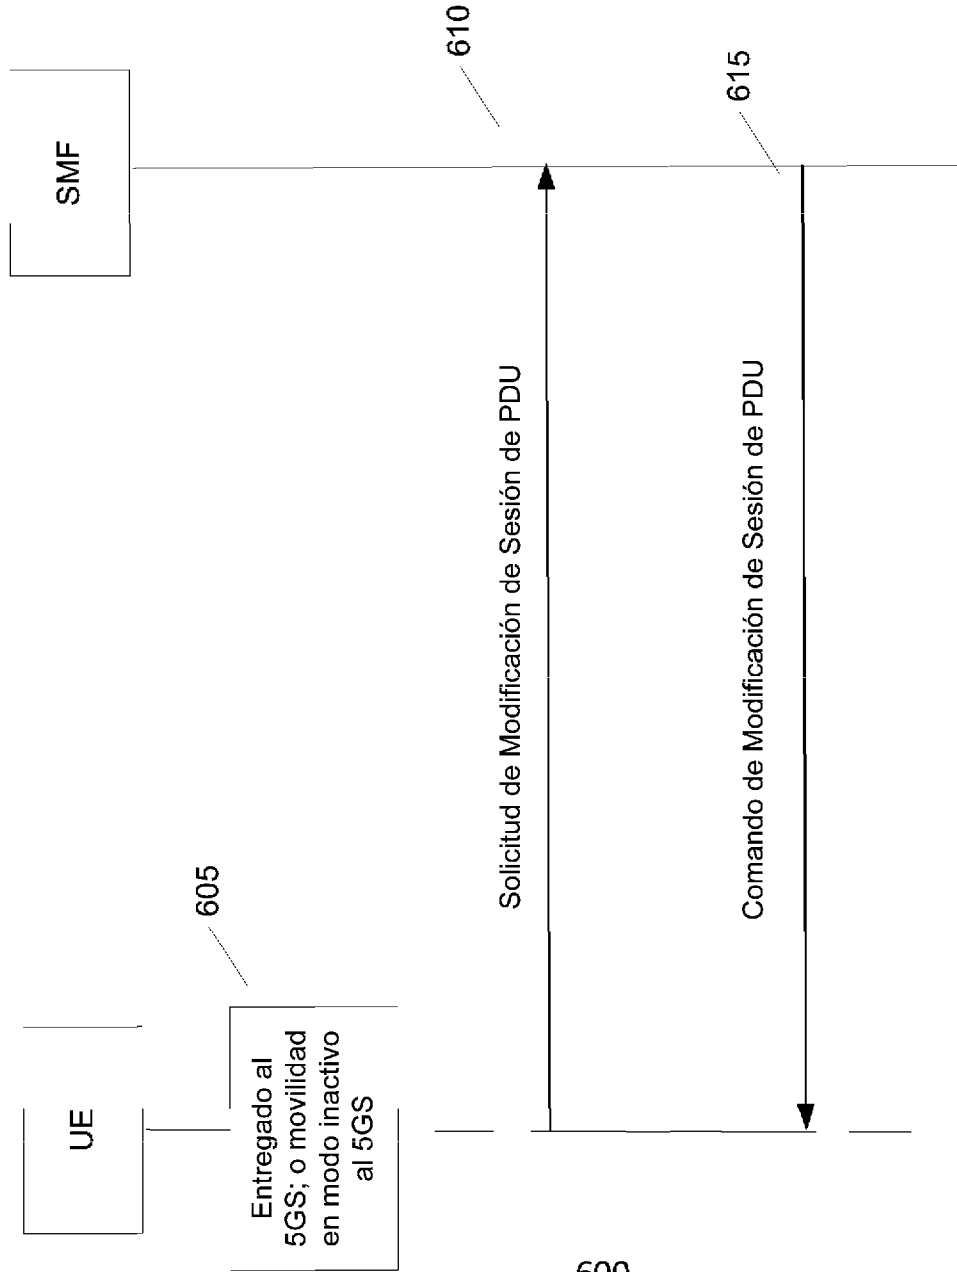 UE
SMF
Entregado al
5GS; o movilidad
en modo inactivo
al 5GS
605
Solicitud de Modificación de Sesión de PDU
610
Comando de Modificación de Sesión de PDU
615